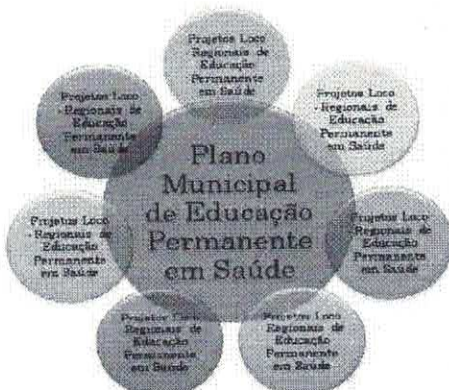 Projetos Loco
- Regionais de
Educação
Permanente
em Saúde
Projetos Loco
- Regionais de
Educação
Permanente
em Saúde
Projetos Loco
- Regionais de
Educação
Permanente
em Saúde
Plano
Municipal
de Educação
Permanente
em Saúde
Projetos Loco
- Regionais de
Educação
Permanente
em Saúde
Projetos Loco
Regionais de
Educação
Permanente
em Saúde
Projetos Loco
Regionais de
Educação
Permanente
em Saúde
Projetos Loco
Regionais de
Educação
Permanente
em Saúde